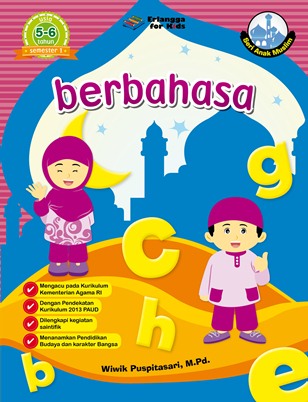 Erlangga
for Kids
5-6
tahun
semester 1
Seri Anak Muslim
berbahasa
g
c
h
b
e
Mengacu pada Kurikulum
Kementerian Agama RI
Dengan Pendekatan
Kurikulum 2013 PAUD
Dilengkapi kegiatan
saintifik
Menanamkan Pendidikan
Budaya dan karakter Bangsa
Wiwik Puspitasari, M.Pd.